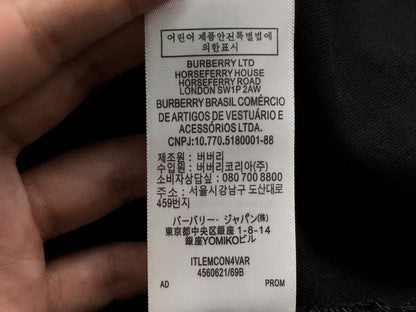 어린이 제품안전특별법에
의한표시
BURBERRY LTD
HORSEFERRY HOUSE
HORSEFERRY ROAD
LONDON SW1P 2AW
BURBERRY BRASIL COMÉRCIO
DE ARTIGOS DE VESTUÁRIO E
ACESSÓRIOS LTDA.
CNPJ:10.770.5180001-88
제조원 : 버버리
수입원 : 버버리코리아(주)
소비자상담실 : 080 700 8800
주소 : 서울시강남구 도산대로
459번지
バーバリー・ジャパン(株)
東京都中央区銀座 1-8-14
銀座YOMIKOビル
ITLEMCON4VAR
4560621/69B
AD PROM